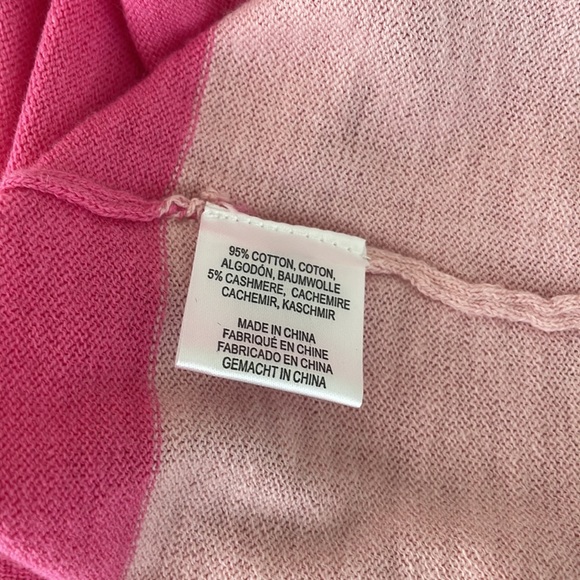 95% COTTON, COTON,
ALGODÓN, BAUMWOLLE
5% CASHMERE, CACHEMIRE
CACHEMIR, KASCHMIR
MADE IN CHINA
FABRIQUÉ EN CHINE
FABRICADO EN CHINA
GEMACHT IN CHINA